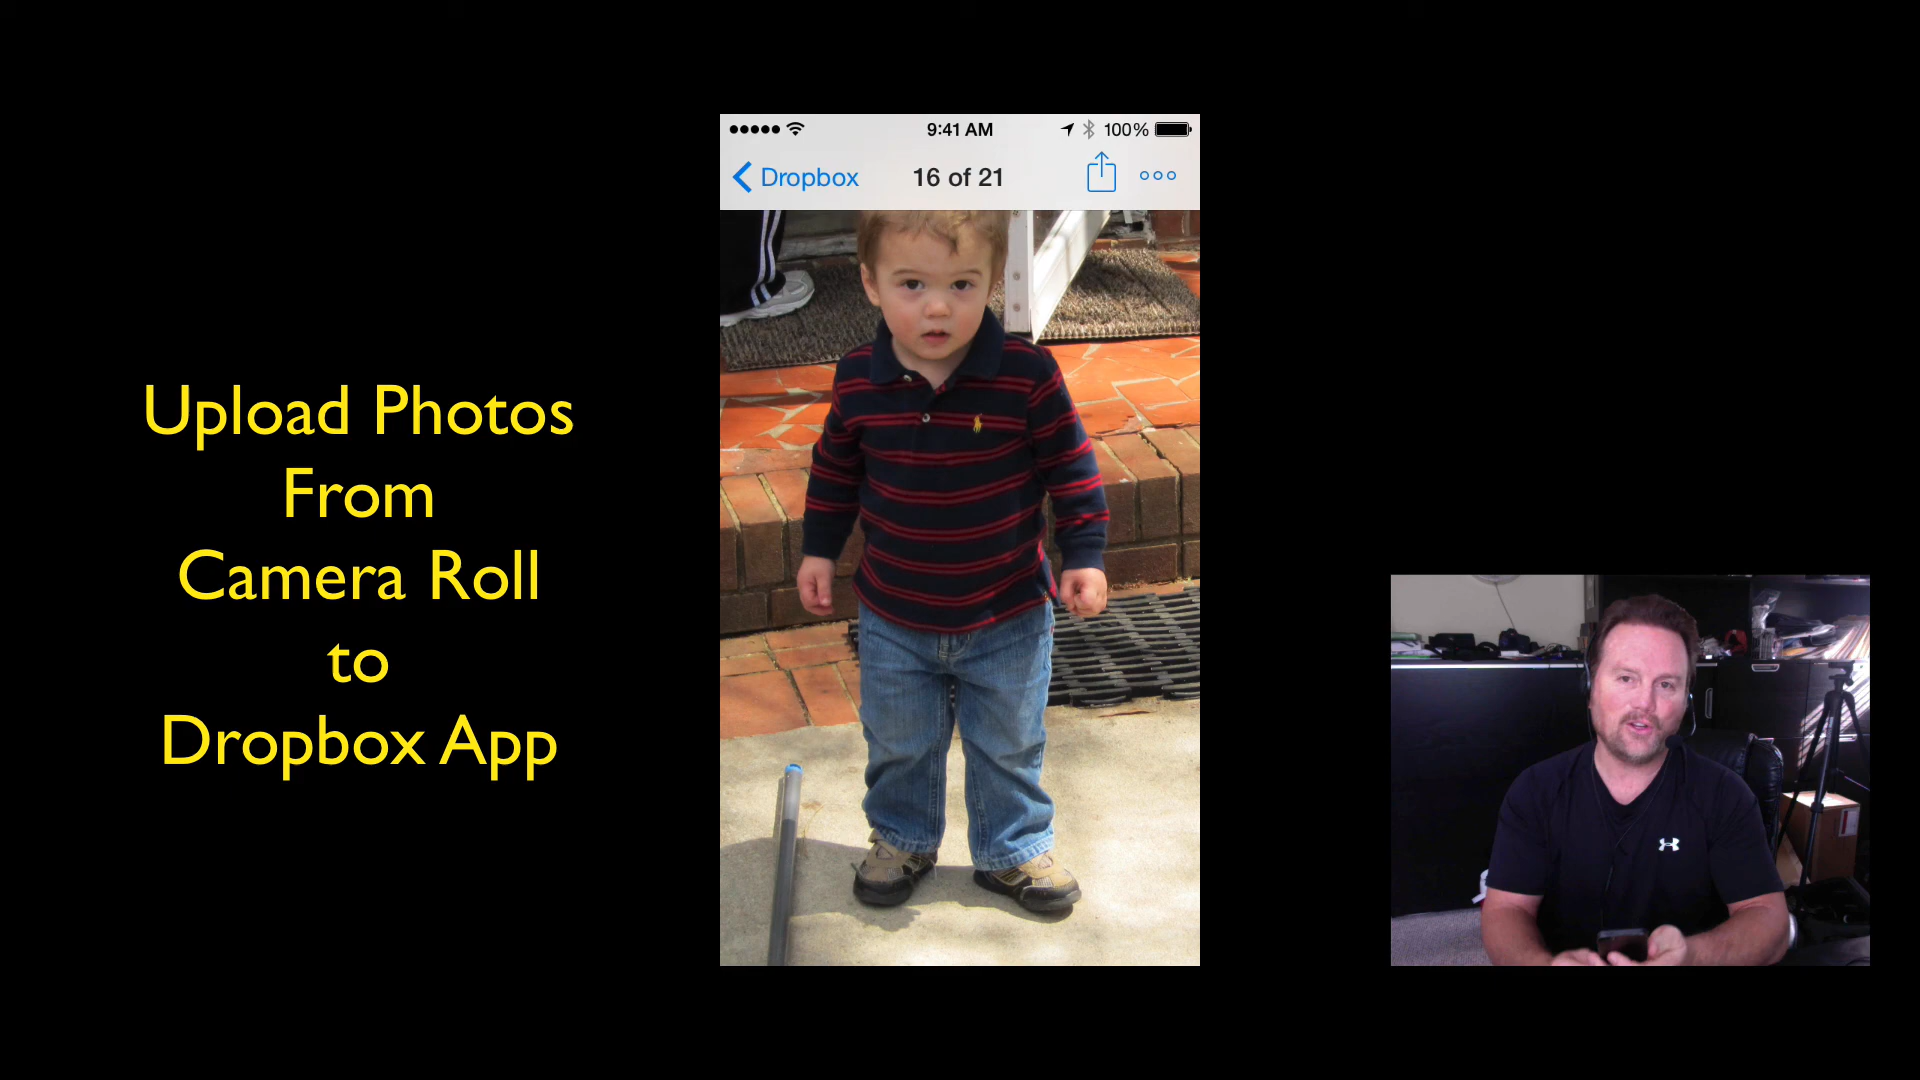 Upload Photos
From
Camera Roll
to
Dropbox App
9:41 AM
100%
Dropbox
16 of 21